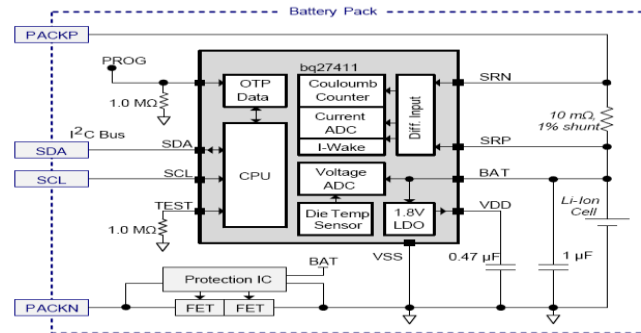 Battery Pack
PACKP
PROG
bq27411
SRN
OTP
Data
Couloumb
Counter
Diff. Input
1.0 MΩ
Current
ADC
10 mΩ,
1% shunt
I²C Bus
I-Wake
SRP
SDA
SDA
CPU
Voltage
ADC
BAT
SCL
SCL
Li-Ion
Cell
TEST
Die Temp
Sensor
1.8V
LDO
VDD
1.0 MΩ
VSS
0.47 µF
1 µF
BAT
Protection IC
PACKN
FET
FET